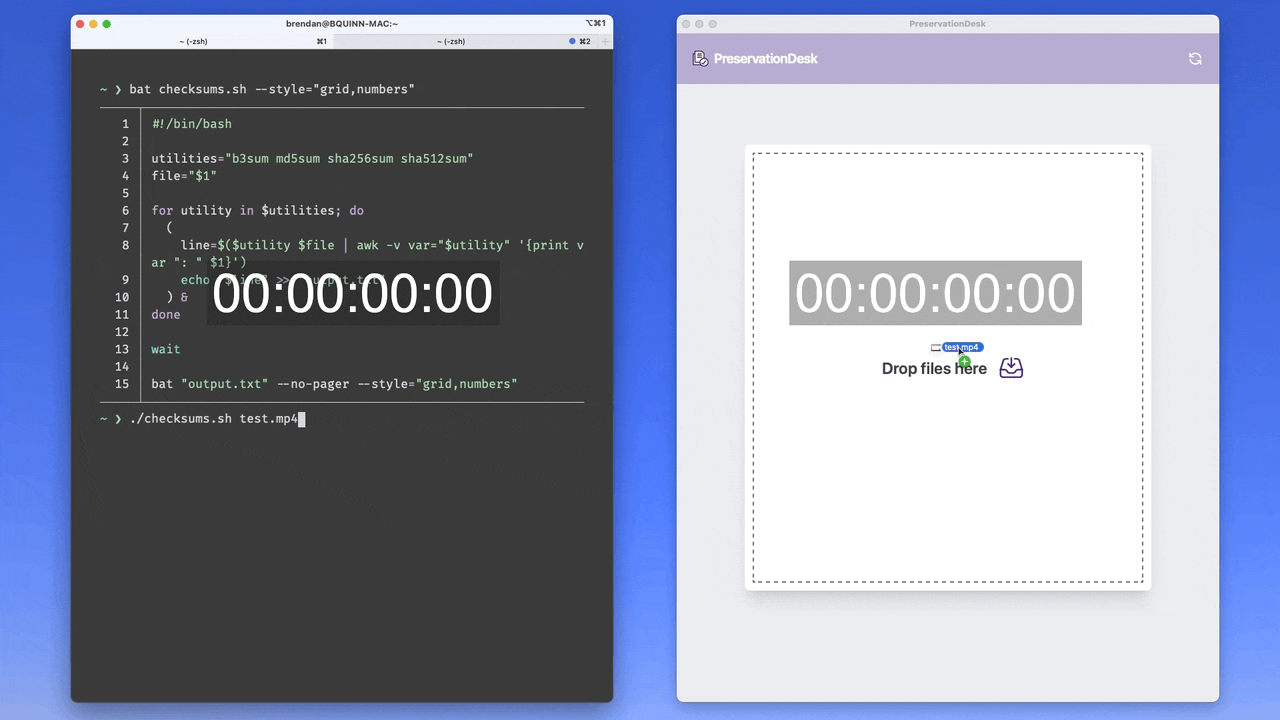 brendan@BQUINN-MAC:~
⌥⌘1
~ (-zsh)
⌘1
~ (-zsh)
⌘2
~ ❯ bat checksums.sh --style="grid,numbers"
1 #!/bin/bash
2
3 utilities="b3sum md5sum sha256sum sha512sum"
4 file="$1"
5
6 for utility in $utilities; do
7 (
8 line=$($utility $file | awk -v var="$utility" '{print v
ar ": " $1}')
9 echo "$line" >> "output.txt"
10 ) &
11 done
12
13 wait
14
15 bat "output.txt" --no-pager --style="grid,numbers"
~ ❯ ./checksums.sh test.mp4
00:00:00:00
PreservationDesk
PreservationDesk
00:00:00:00
test.mp4
Drop files here